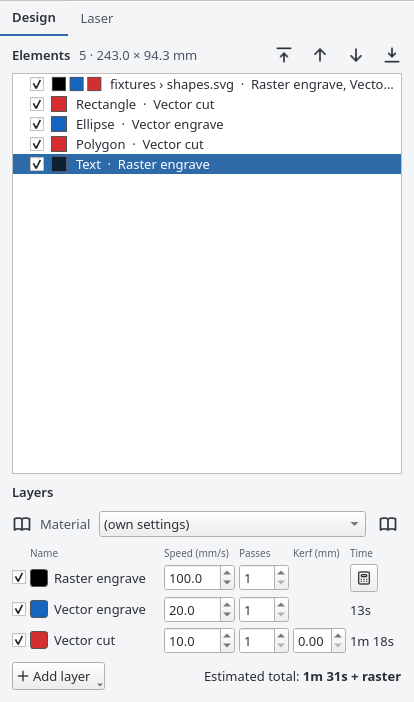 Design Laser
Elements 5 · 243.0 × 94.3 mm
fixtures › shapes.svg · Raster engrave, Vecto...
Rectangle · Vector cut
Ellipse · Vector engrave
Polygon · Vector cut
Text · Raster engrave
Layers
Material (own settings)
Name Speed (mm/s) Passes Kerf (mm) Time
Raster engrave 100.0 1
Vector engrave 20.0 1 13s
Vector cut 10.0 1 0.00 1m 18s
+ Add layer Estimated total: 1m 31s + raster